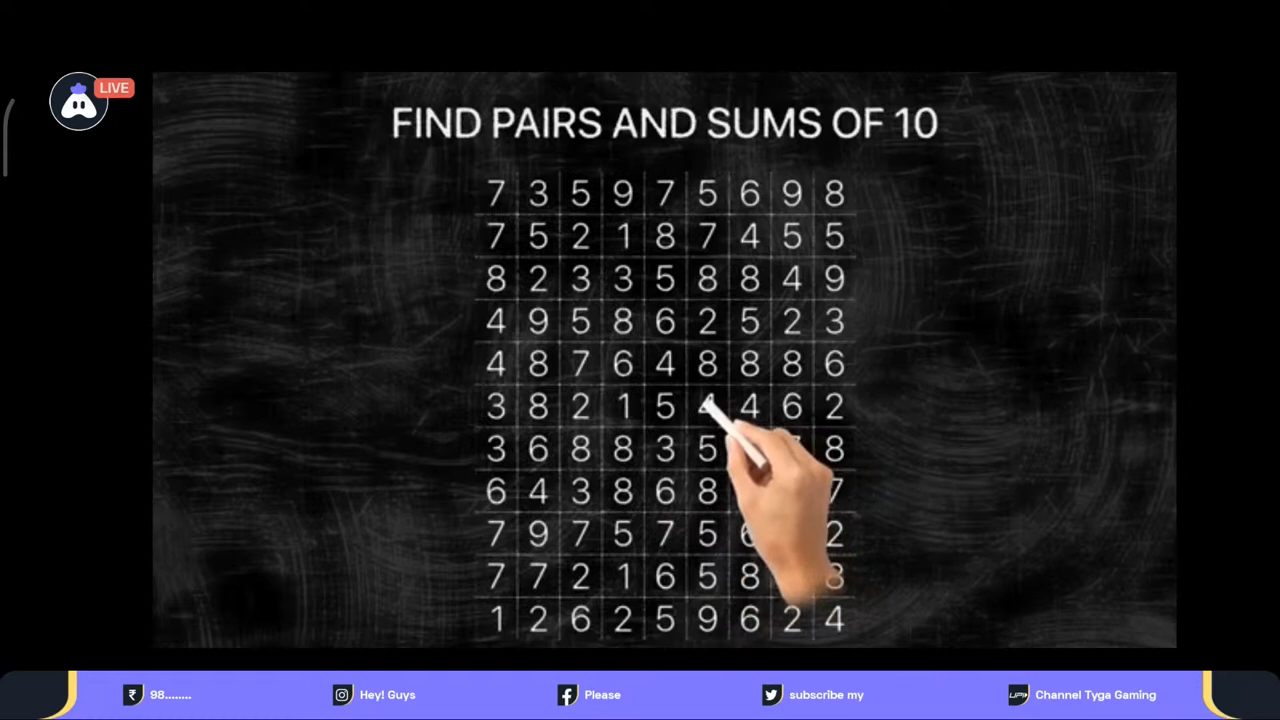 LIVE
FIND PAIRS AND SUMS OF 10
7 3 5 9 7 5 6 9 8
7 5 2 1 8 7 4 5 5
8 2 3 3 5 8 8 4 9
4 9 5 8 6 2 5 2 3
4 8 7 6 4 8 8 8 6
3 8 2 1 5 4 4 6 2
3 6 8 8 3 5 8
6 4 3 8 6 8 7
7 9 7 5 7 5 6 2
7 7 2 1 6 5 8 3
1 2 6 2 5 9 6 2 4
₹ 98........ Hey! Guys Please subscribe my UPI Channel Tyga Gaming